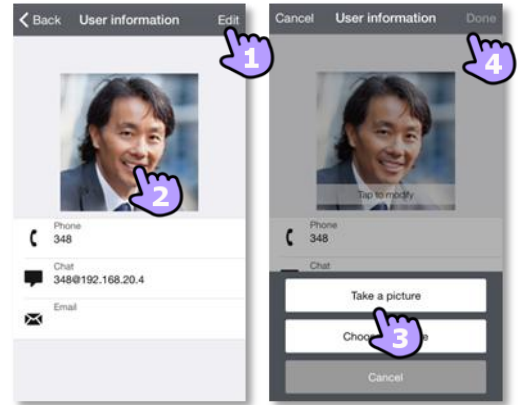 Back User information Edit
1
2
Phone
348
Chat
348@192.168.20.4
Email
Cancel User information Done
4
Tap to modify
Phone
348
Chat
Take a picture
3
Cancel